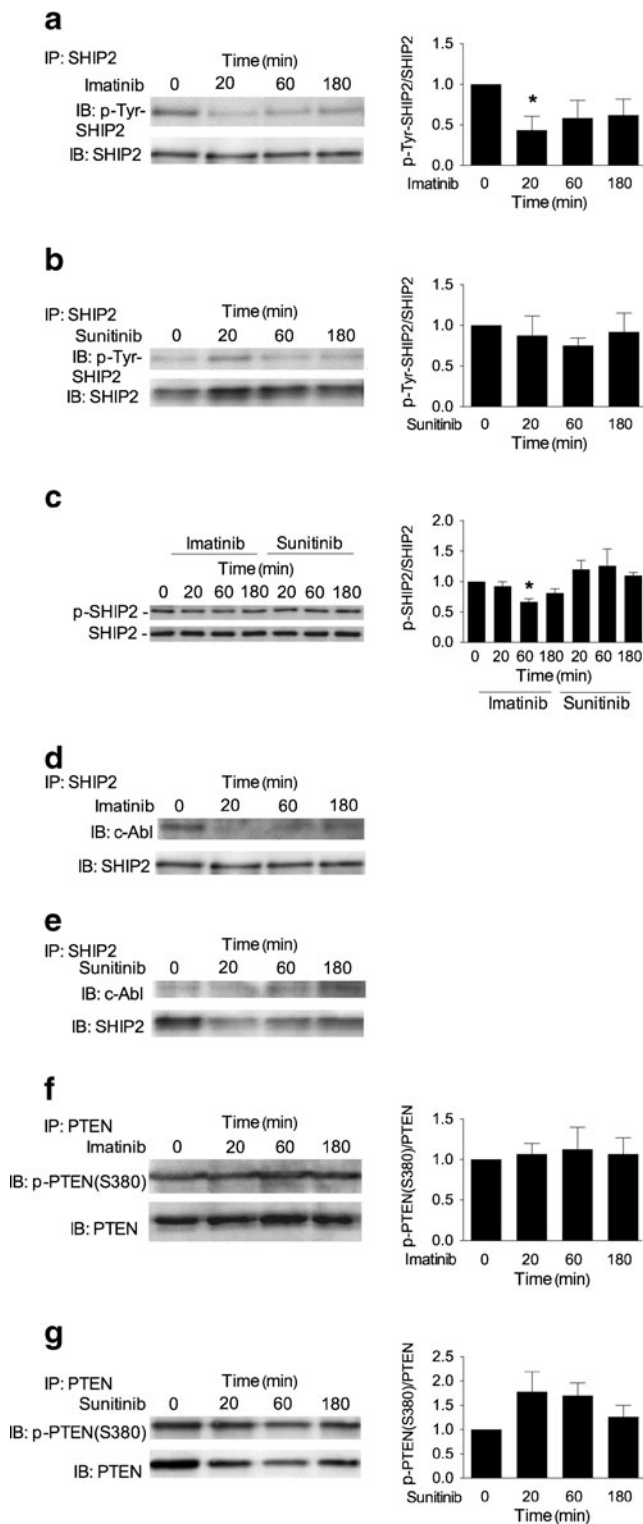 a
IP: SHIP2
Time (min)
Imatinib 0 20 60 180
IB: p-Tyr-
SHIP2
IB: SHIP2
p-Tyr-SHIP2/SHIP2
1.5
1.0
0.5
0.0
*
Imatinib 0 20 60 180
Time (min)
b
IP: SHIP2
Time (min)
Sunitinib 0 20 60 180
IB: p-Tyr-
SHIP2
IB: SHIP2
p-Tyr-SHIP2/SHIP2
1.5
1.0
0.5
0.0
Sunitinib 0 20 60 180
Time (min)
c
Imatinib Sunitinib
Time (min)
0 20 60 180 20 60 180
p-SHIP2 -
SHIP2 -
p-SHIP2/SHIP2
2.0
1.5
1.0
0.5
0.0
*
0 20 60 180 20 60 180
Time (min)
Imatinib Sunitinib
d
IP: SHIP2
Time (min)
Imatinib 0 20 60 180
IB: c-Abl
IB: SHIP2
e
IP: SHIP2
Time (min)
Sunitinib 0 20 60 180
IB: c-Abl
IB: SHIP2
f
IP: PTEN
Time (min)
Imatinib 0 20 60 180
IB: p-PTEN(S380)
IB: PTEN
p-PTEN(S380)/PTEN
1.5
1.0
0.5
0.0
Imatinib 0 20 60 180
Time (min)
g
IP: PTEN
Time (min)
Sunitinib 0 20 60 180
IB: p-PTEN(S380)
IB: PTEN
p-PTEN(S380)/PTEN
2.5
2.0
1.5
1.0
0.5
0.0
Sunitinib 0 20 60 180
Time (min)